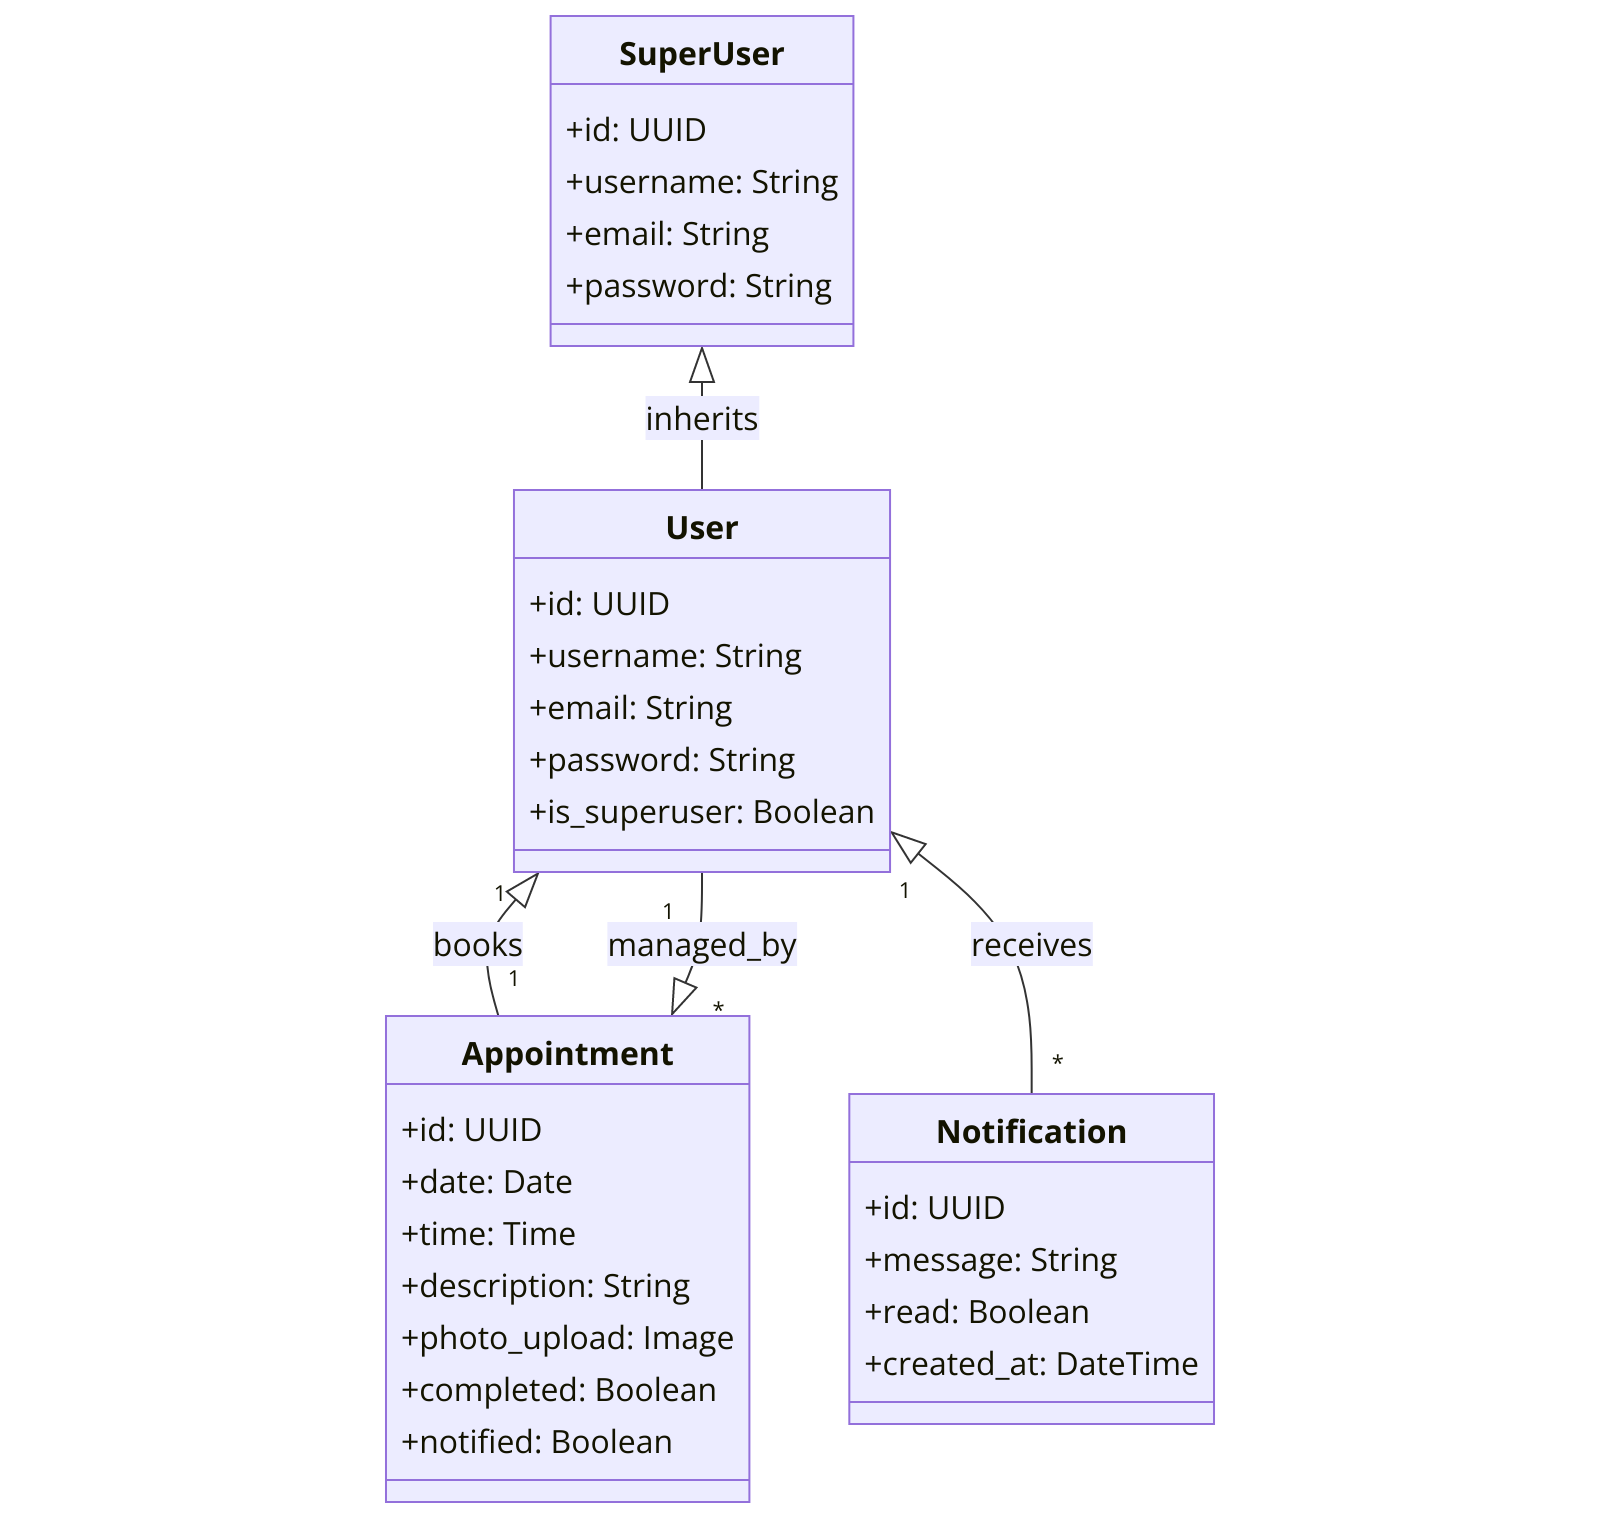 SuperUser
+id: UUID
+username: String
+email: String
+password: String
inherits
User
+id: UUID
+username: String
+email: String
+password: String
+is_superuser: Boolean
1
1
1
books
managed_by
receives
1
*
*
Appointment
+id: UUID
+date: Date
+time: Time
+description: String
+photo_upload: Image
+completed: Boolean
+notified: Boolean
Notification
+id: UUID
+message: String
+read: Boolean
+created_at: DateTime